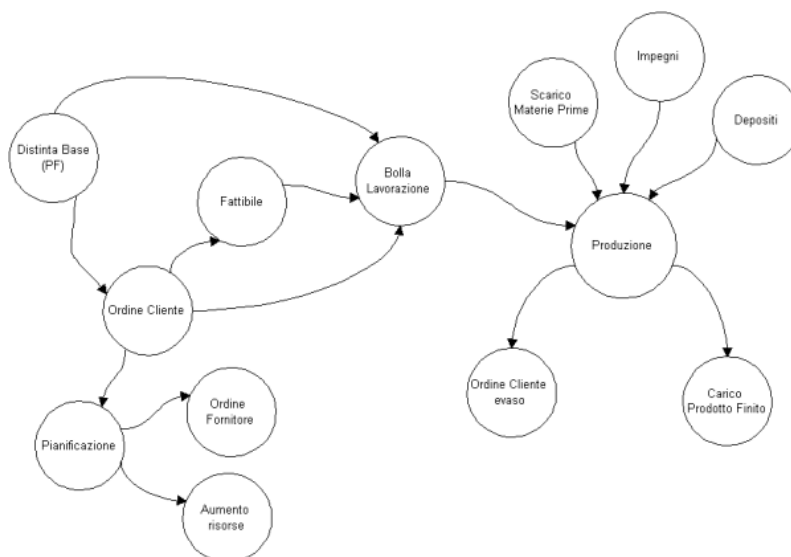 Impegni
Scarico
Materie Prime
Depositi
Distinta Base
(PF)
Bolla
Lavorazione
Fattibile
Produzione
Ordine Cliente
Ordine Cliente
evaso
Carico
Prodotto Finito
Ordine
Fornitore
Pianificazione
Aumento
risorse